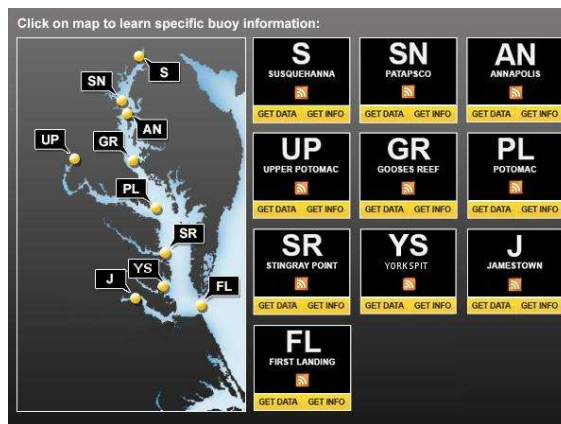 Click on map to learn specific buoy information:
S
SN
AN
UP
GR
PL
SR
YS
J
FL
S
SUSQUEHANNA
GET DATA GET INFO
SN
PATAPSCO
GET DATA GET INFO
AN
ANNAPOLIS
GET DATA GET INFO
UP
UPPER POTOMAC
GET DATA GET INFO
GR
GOOSES REEF
GET DATA GET INFO
PL
POTOMAC
GET DATA GET INFO
SR
STINGRAY POINT
GET DATA GET INFO
YS
YORKSPIT
GET DATA GET INFO
J
JAMESTOWN
GET DATA GET INFO
FL
FIRST LANDING
GET DATA GET INFO